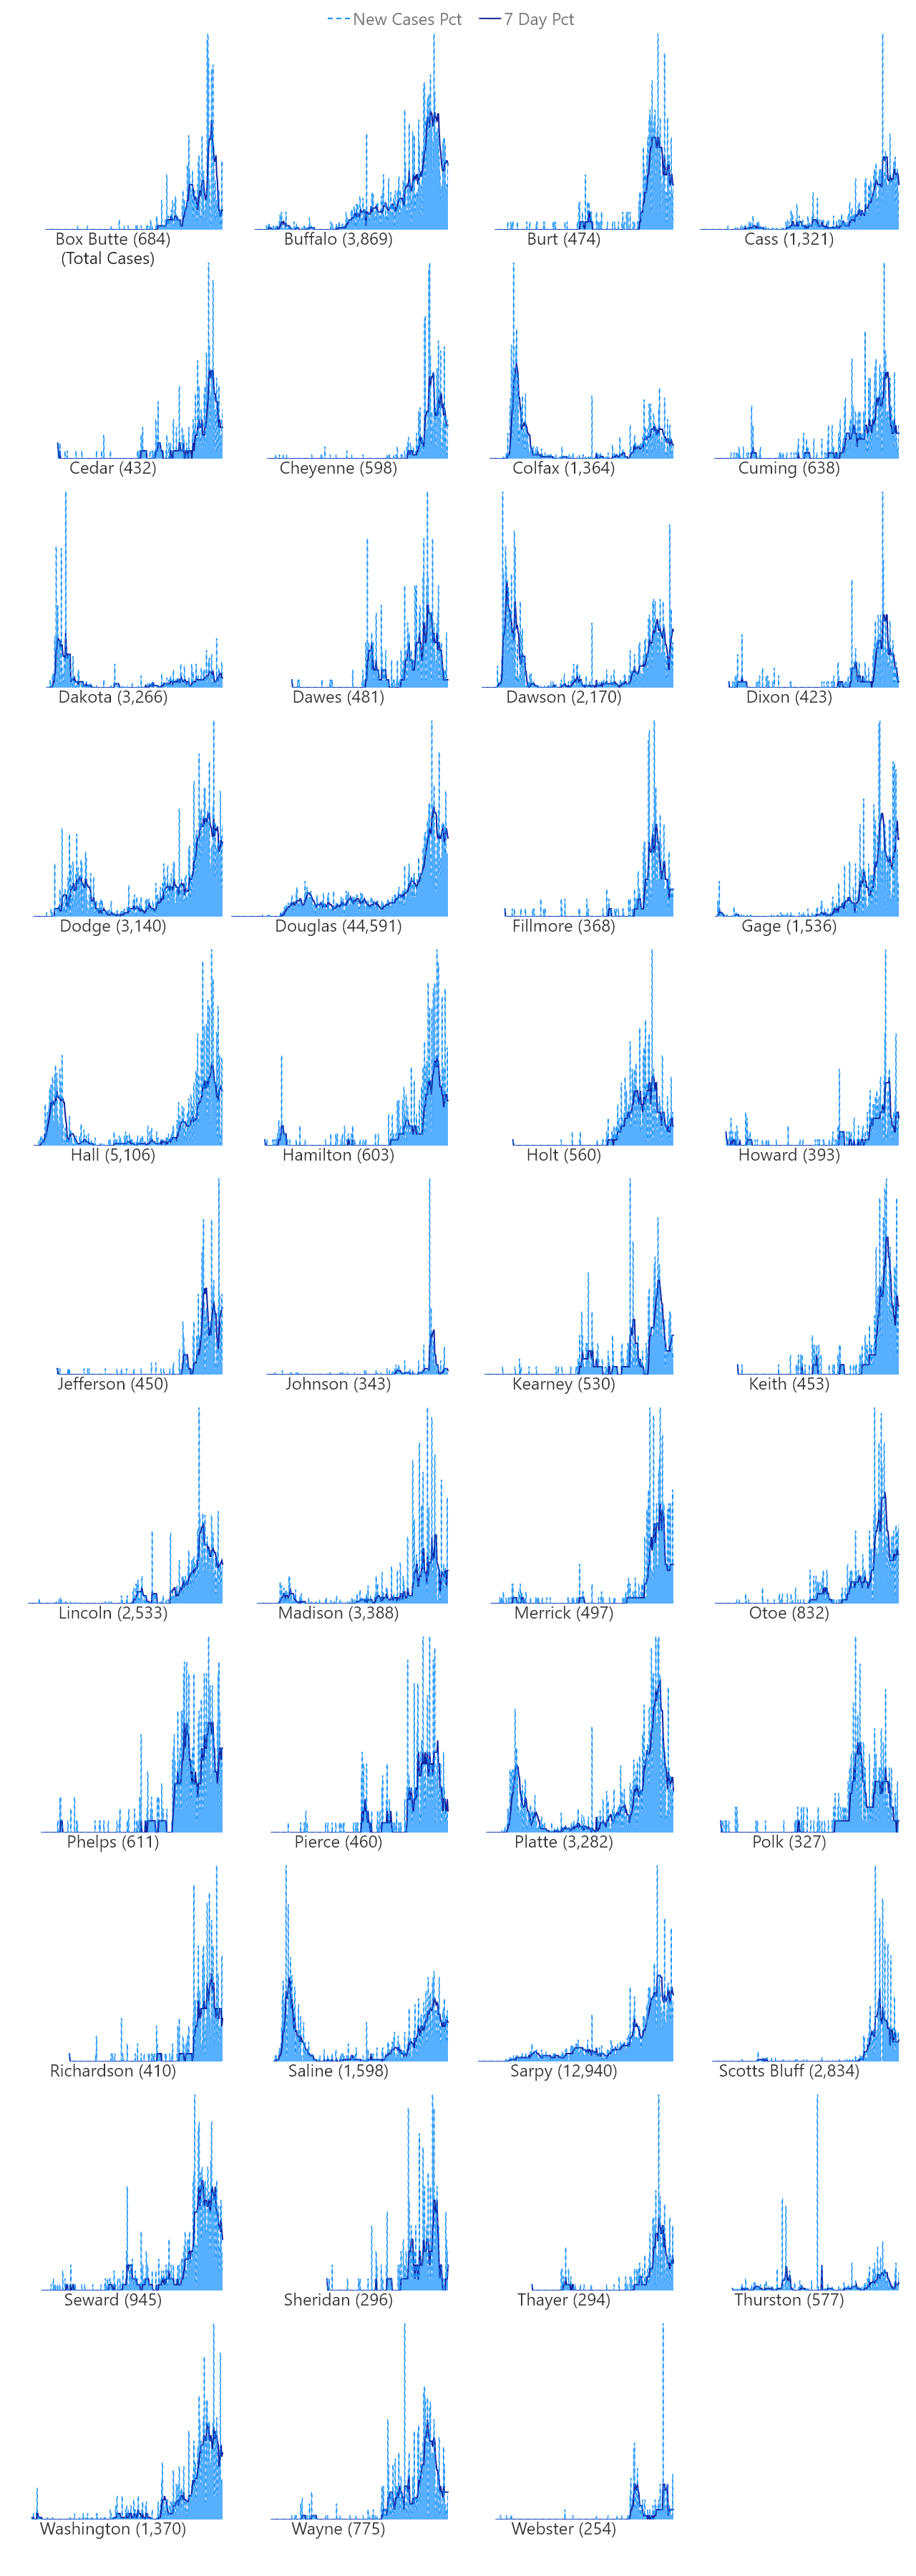 New Cases Pct 7 Day Pct
Box Butte (684) Buffalo (3,869) Burt (474) Cass (1,321)
(Total Cases)
Cedar (432) Cheyenne (598) Colfax (1,364) Cuming (638)
Dakota (3,266) Dawes (481) Dawson (2,170) Dixon (423)
Dodge (3,140) Douglas (44,591) Fillmore (368) Gage (1,536)
Hall (5,106) Hamilton (603) Holt (560) Howard (393)
Jefferson (450) Johnson (343) Kearney (530) Keith (453)
Lincoln (2,533) Madison (3,388) Merrick (497) Otoe (832)
Phelps (611) Pierce (460) Platte (3,282) Polk (327)
Richardson (410) Saline (1,598) Sarpy (12,940) Scotts Bluff (2,834)
Seward (945) Sheridan (296) Thayer (294) Thurston (577)
Washington (1,370) Wayne (775) Webster (254)